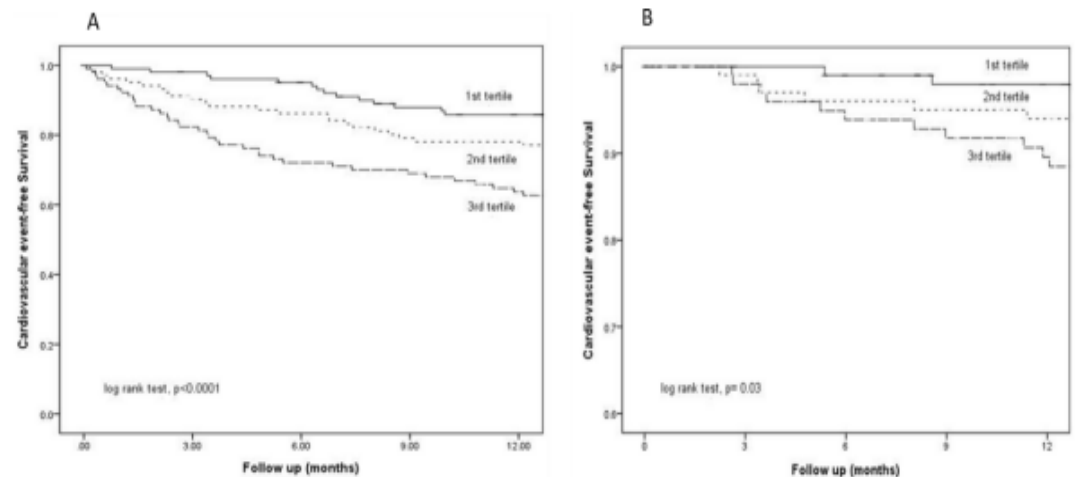 A
Cardiovascular event-free Survival
1.0
0.8
0.6
0.4
0.2
0.0
1st tertile
2nd tertile
3rd tertile
log rank test, p<0.0001
.00
3.00
6.00
9.00
12.00
Follow up (months)
B
Cardiovascular event-free Survival
1.0
0.9
0.8
0.7
0.6
1st tertile
2nd tertile
3rd tertile
log rank test, p= 0.03
0
3
6
9
12
Follow up (months)